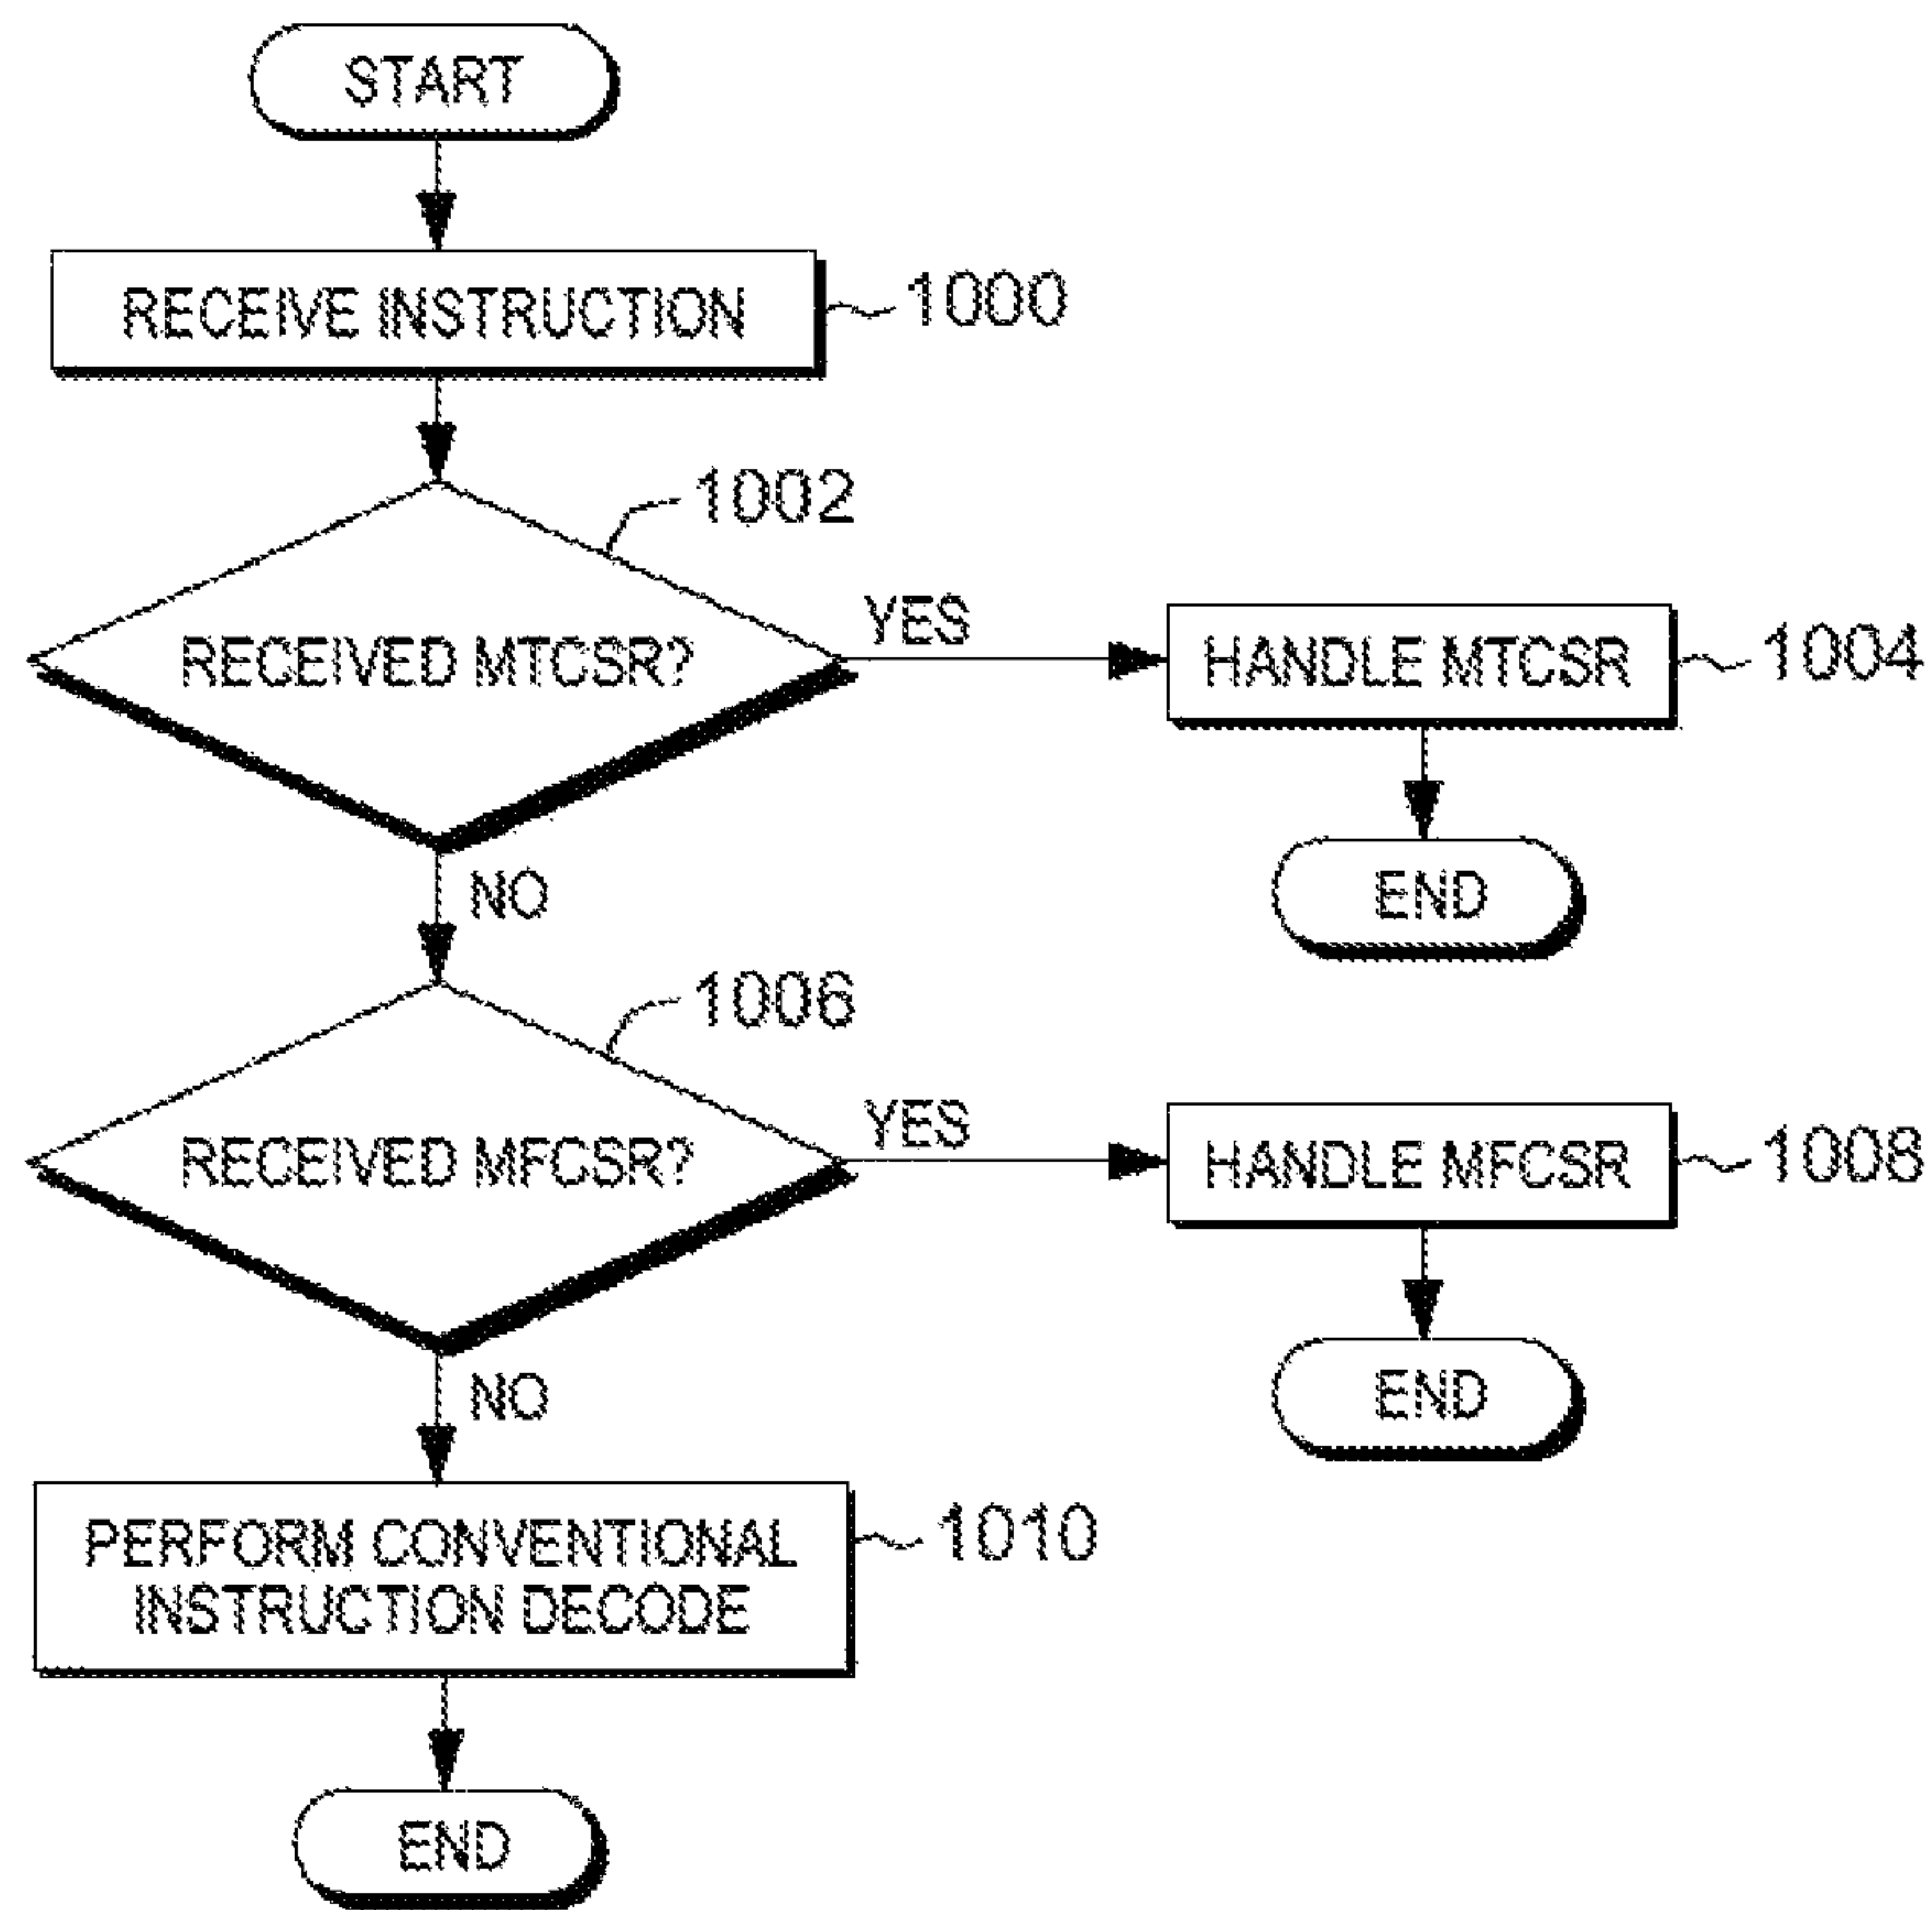 START
RECEIVE INSTRUCTION
1000
1002
RECEIVED MTCSR?
YES
HANDLE MTCSR
1004
END
NO
1006
RECEIVED MFCSR?
YES
HANDLE MFCSR
1008
END
NO
PERFORM CONVENTIONAL
INSTRUCTION DECODE
1010
END